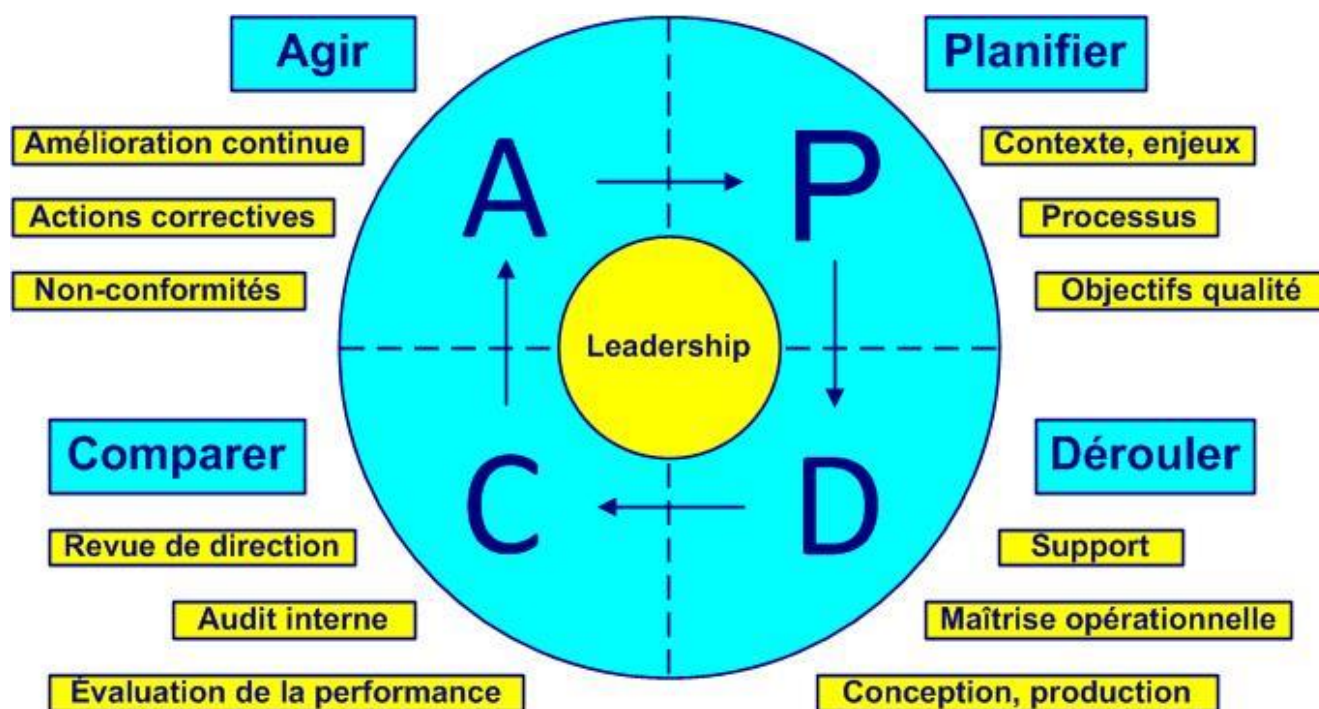 Agir
Planifier
Amélioration continue
Contexte, enjeux
Actions correctives
Processus
Non-conformités
Objectifs qualité
A
P
Leadership
C
D
Comparer
Dérouler
Revue de direction
Support
Audit interne
Maîtrise opérationnelle
Évaluation de la performance
Conception, production